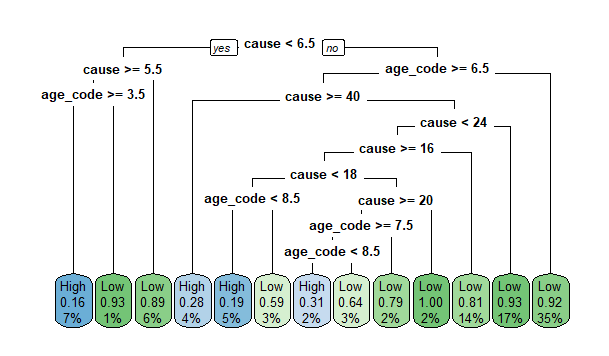 yes cause < 6.5 no
cause >= 5.5 age_code >= 6.5
age_code >= 3.5 cause >= 40
cause < 24
cause >= 16
cause < 18
age_code < 8.5 cause >= 20
age_code >= 7.5
age_code < 8.5
High Low Low High High Low High Low Low Low Low Low Low
0.16 0.93 0.89 0.28 0.19 0.59 0.31 0.64 0.79 1.00 0.81 0.93 0.92
7% 1% 6% 4% 5% 3% 2% 3% 2% 2% 14% 17% 35%